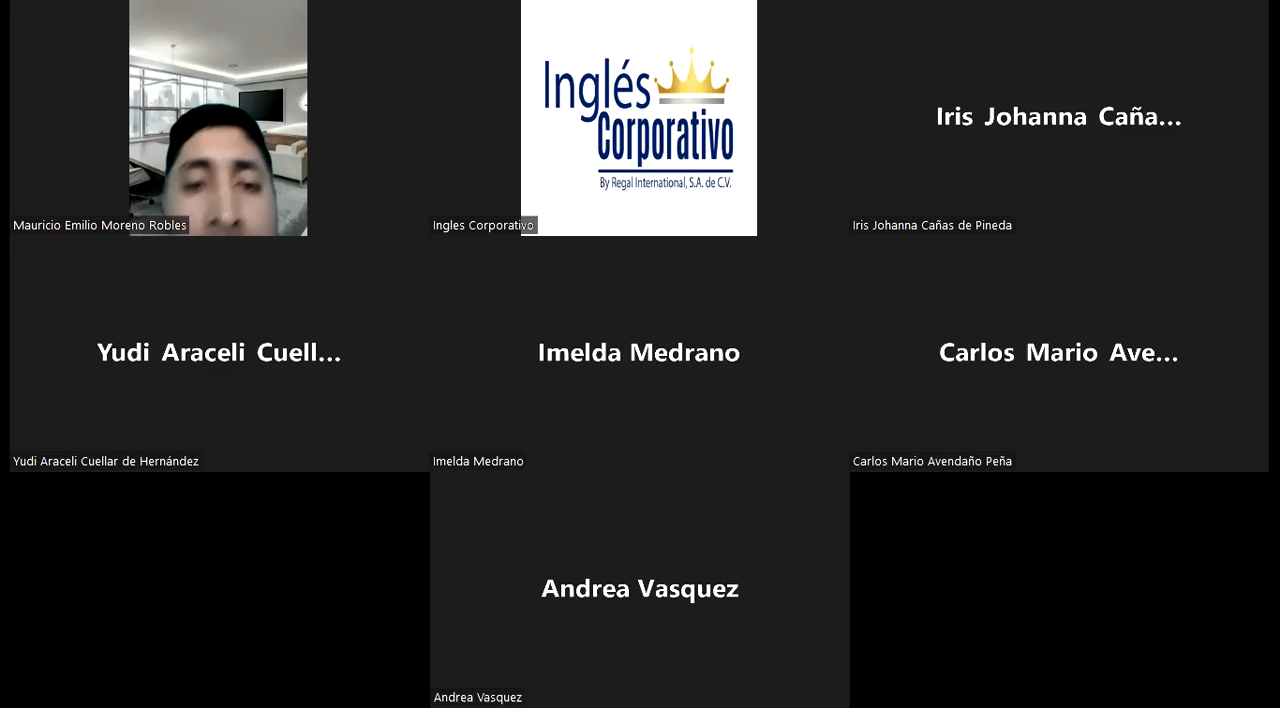 Inglés
Corporativo
By Regal International, S.A. de C.V.
Iris Johanna Caña...
Mauricio Emilio Moreno Robles
Ingles Corporativo
Iris Johanna Cañas de Pineda
Yudi Araceli Cuell...
Imelda Medrano
Carlos Mario Ave...
Yudi Araceli Cuellar de Hernández
Imelda Medrano
Carlos Mario Avendaño Peña
Andrea Vasquez
Andrea Vasquez